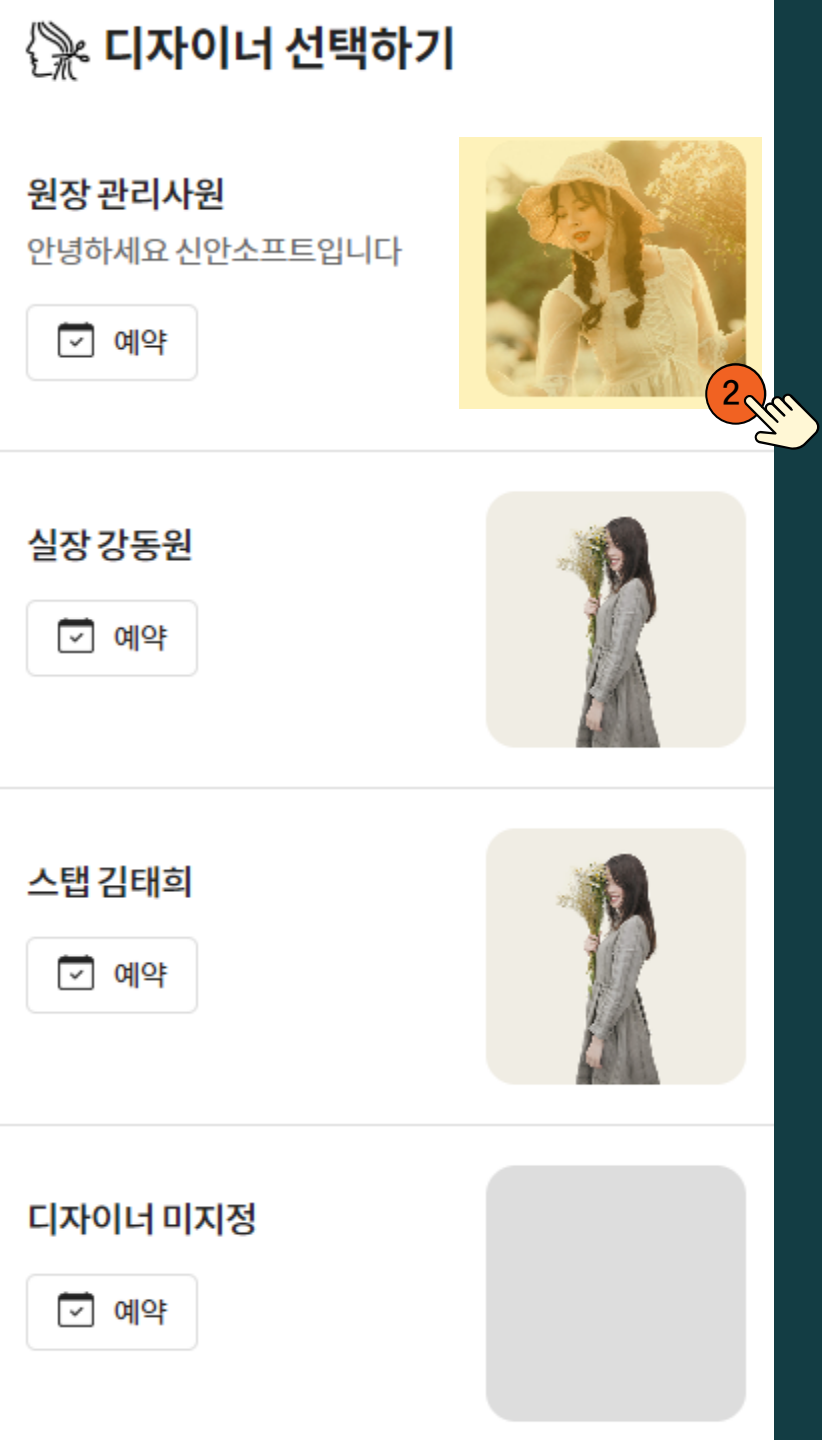 디자이너 선택하기
원장 관리사원
안녕하세요 신안소프트입니다
예약
2
실장 강동원
예약
스탭 김태희
예약
디자이너 미지정
예약